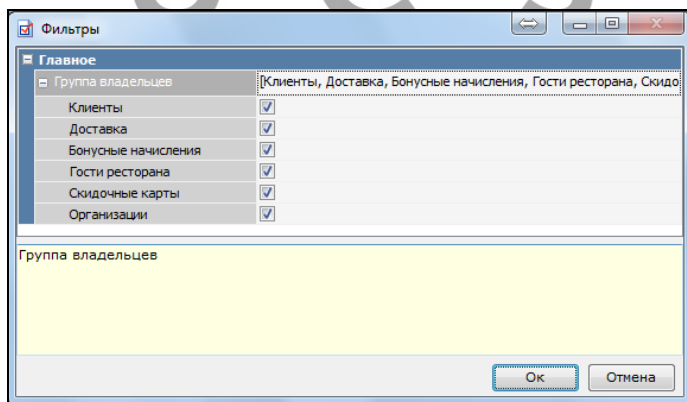 Фильтры
Главное
Группа владельцев [Клиенты, Доставка, Бонусные начисления, Гости ресторана, Скидо
Клиенты
Доставка
Бонусные начисления
Гости ресторана
Скидочные карты
Организации
Группа владельцев
Ок Отмена